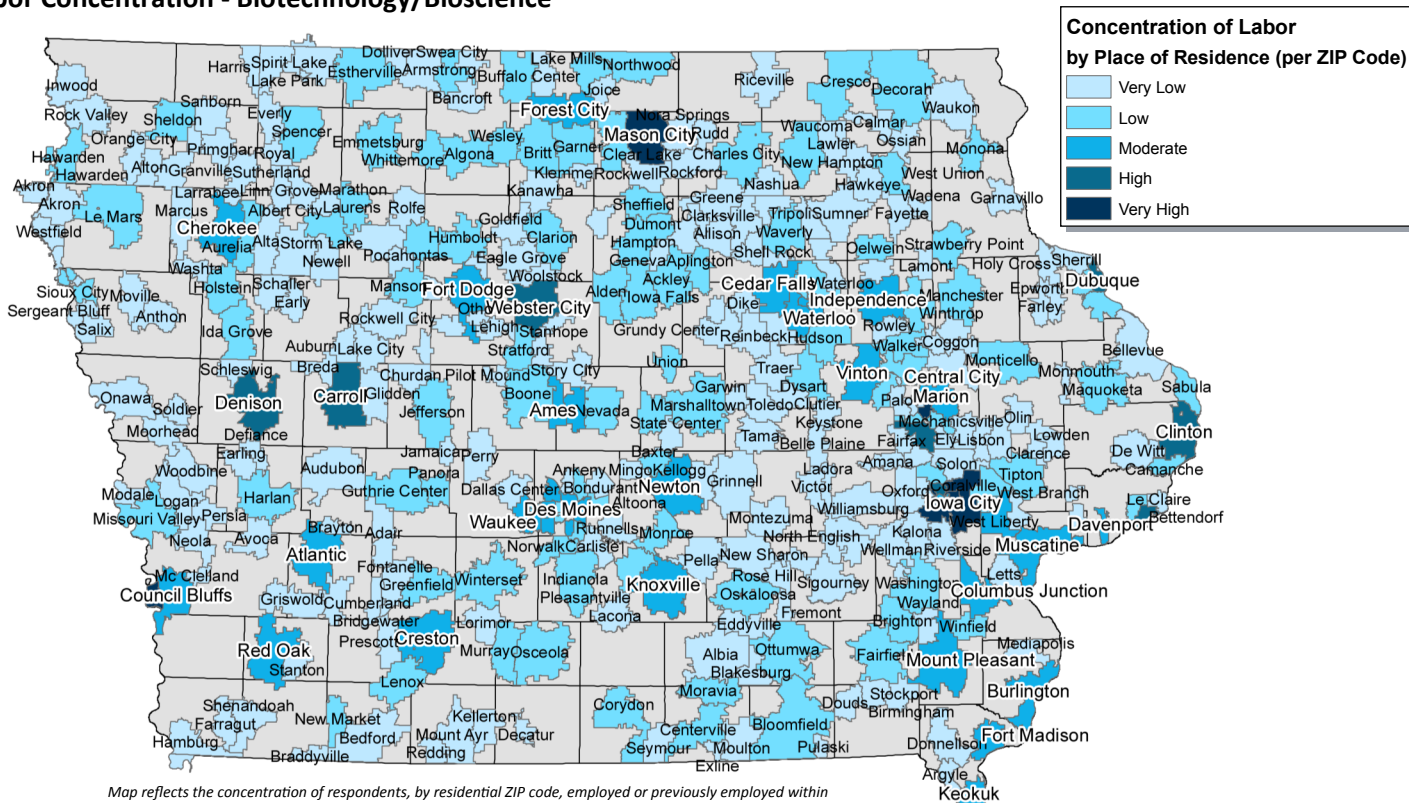 bor Concentration - Biotechnology/Bioscience
Concentration of Labor
by Place of Residence (per ZIP Code)
Very Low
Low
Moderate
High
Very High
Inwood
Harris
Spirit Lake
Lake Park
Dolliver
Swea City
Estherville
Armstrong
Bancroft
Buffalo Center
Lake Mills
Northwood
Joice
Riceville
Cresco
Decorah
Waukon
Rock Valley
Sanborn
Sheldon
Everly
Spencer
Orange City
Primghar
Royal
Emmetsburg
Whittemore
Algona
Wesley
Forest City
Britt
Garner
Klemme
Mason City
Nora Springs
Rudd
Clear Lake
Rockwell
Rockford
Charles City
Waucoma
Calmar
Lawler
Ossian
New Hampton
Monona
Hawarden
Hawarden
Alton
Granville
Sutherland
Akron
Akron
Larrabee
Linn Grove
Marathon
Le Mars
Marcus
Cherokee
Albert City
Laurens
Rolfe
Kanawha
Goldfield
Sheffield
Greene
Nashua
Hawkeye
West Union
Wadena
Garnavillo
Westfield
Aurelia
Alta
Storm Lake
Newell
Pocahontas
Humboldt
Clarion
Eagle Grove
Dumont
Hampton
Clarksville
Allison
Tripoli
Sumner
Fayette
Waverly
Shell Rock
Oelwein
Strawberry Point
Geneva
Aplington
Lamont
Holy Cross
Sherrill
Washta
Holstein
Schaller
Early
Manson
Fort Dodge
Woolstock
Otho
Webster City
Alden
Ackley
Iowa Falls
Cedar Falls
Waterloo
Dike
Independence
Waterloo
Manchester
Winthrop
Epworth
Farley
Dubuque
Sioux City
Sergeant Bluff
Moville
Salix
Anthon
Ida Grove
Rockwell City
Lehigh
Stanhope
Stratford
Grundy Center
Reinbeck
Hudson
Rowley
Walker
Coggon
Bellevue
Auburn
Lake City
Schleswig
Breda
Churdan
Pilot Mound
Story City
Union
Traer
Vinton
Central City
Monticello
Monmouth
Maquoketa
Sabula
Onawa
Soldier
Denison
Carroll
Glidden
Jefferson
Boone
Ames
Nevada
Garwin
Marshalltown
Toledo
Clutier
Dysart
Palo
Marion
State Center
Keystone
Mechanicsville
Olin
Clinton
Moorhead
Defiance
Earling
Tama
Belle Plaine
Fairfax
Ely
Lisbon
Lowden
Clarence
De Witt
Camanche
Woodbine
Audubon
Jamaica
Perry
Panora
Baxter
Ankeny
Mingo
Kellogg
Grinnell
Ladora
Victor
Amana
Solon
Tipton
Modale
Logan
Harlan
Guthrie Center
Dallas Center
Bondurant
Newton
Oxford
Coralville
Iowa City
West Branch
Le Claire
Bettendorf
Missouri Valley
Persia
Waukee
Des Moines
Altoona
Williamsburg
West Liberty
Davenport
Neola
Avoca
Brayton
Adair
Runnells
Monroe
Montezuma
North English
Kalona
Atlantic
Norwalk
Carlisle
Pella
New Sharon
Wellman
Riverside
Muscatine
Mc Clelland
Council Bluffs
Fontanelle
Greenfield
Winterset
Indianola
Pleasantville
Knoxville
Rose Hill
Oskaloosa
Sigourney
Washington
Letts
Columbus Junction
Wayland
Griswold
Cumberland
Bridgewater
Lorimor
Lacona
Fremont
Brighton
Winfield
Prescott
Creston
Eddyville
Mediapolis
Red Oak
Stanton
Murray
Osceola
Albia
Blakesburg
Ottumwa
Fairfiel
Mount Pleasant
Lenox
Moravia
Stockport
Burlington
Shenandoah
Farragut
New Market
Bedford
Kellerton
Mount Ayr
Decatur
Corydon
Centerville
Bloomfield
Douds
Birmingham
Hamburg
Braddyville
Redding
Seymour
Moulton
Pulaski
Donnellson
Fort Madison
Exline
Argyle
Keokuk
Map reflects the concentration of respondents, by residential ZIP code, employed or previously employed within